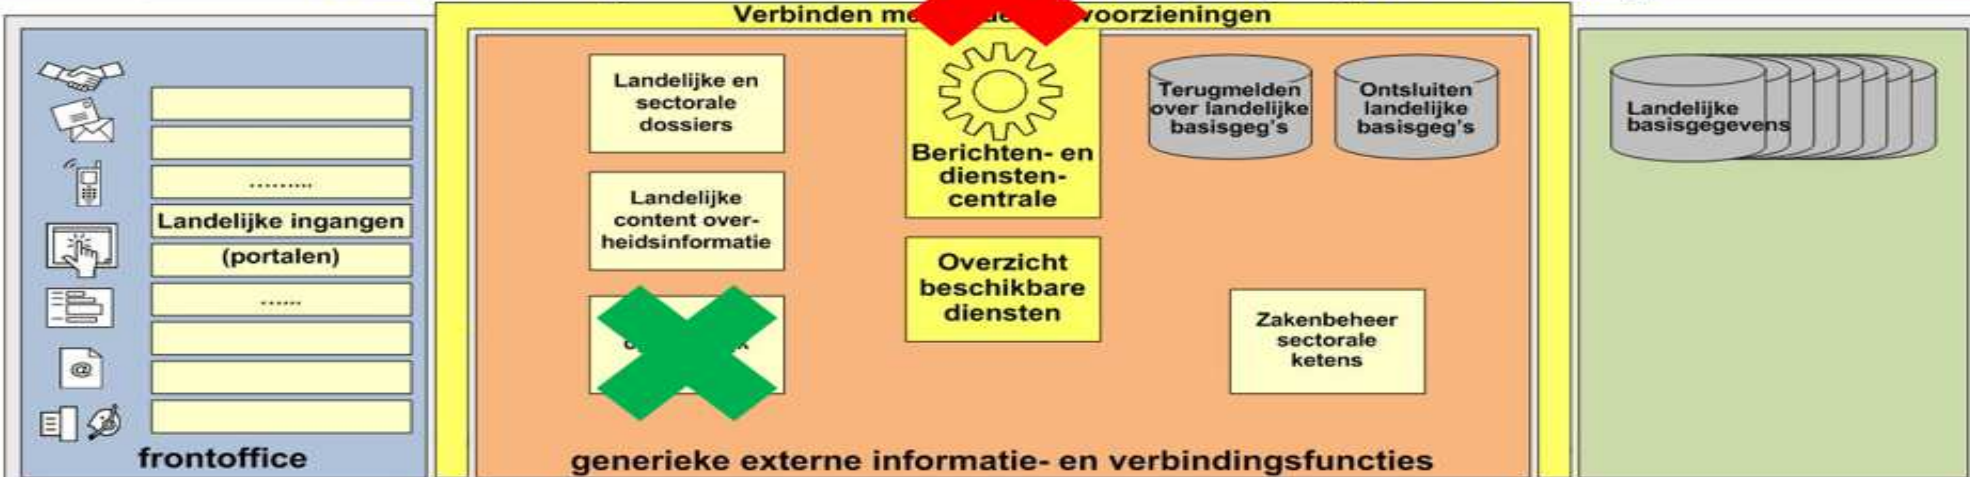 Verbinden me voorzieningen
.........
Landelijke ingangen
(portalen)
......
@
frontoffice
Landelijke en
sectorale
dossiers
Landelijke
content over-
heidsinformatie
Berichten- en
diensten-
centrale
Overzicht
beschikbare
diensten
Terugmelden
over landelijke
basisgeg's
Ontsluiten
landelijke
basisgeg's
Zakenbeheer
sectorale
ketens
generieke externe informatie- en verbindingsfuncties
Landelijke
basisgegevens